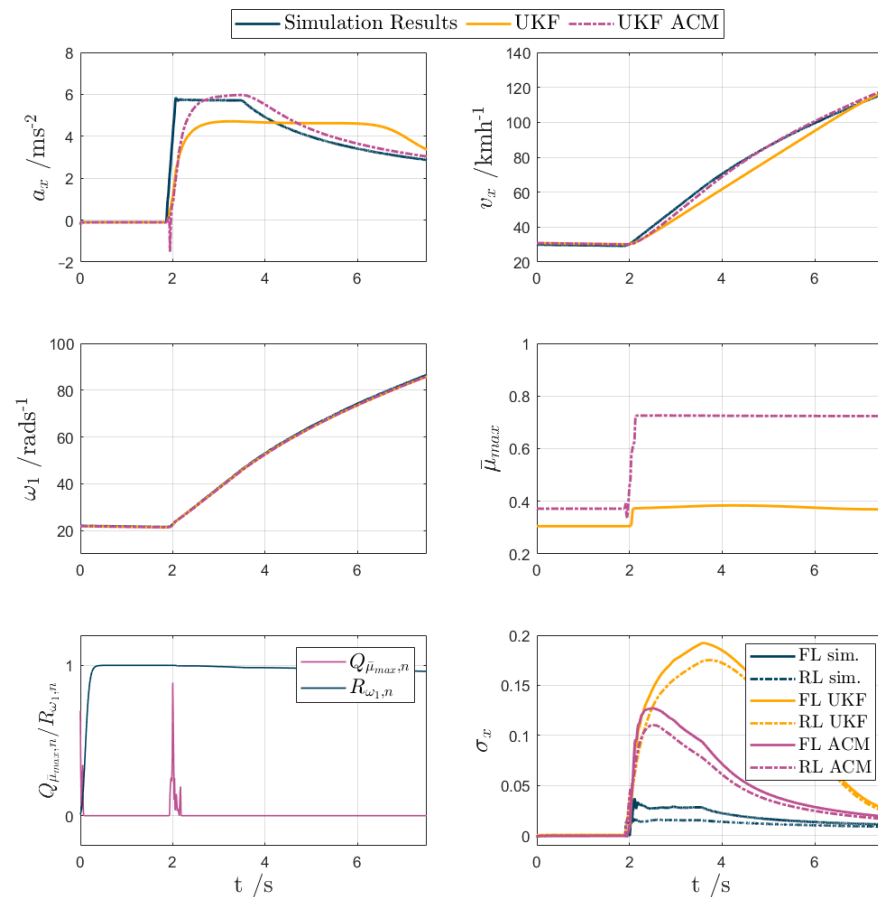 Simulation Results UKF UKF ACM
8
6
4
2
0
−2
0 2 4 6
a_x /ms⁻²
140
120
100
80
60
40
20
0 2 4 6
v_x /kmh⁻¹
100
80
60
40
20
0 2 4 6
ω₁ /rads⁻¹
1
0.8
0.6
0.4
0.2
0 2 4 6
μ̄_max
1
0
0 2 4 6
Q_μ̄max,n/R_ω₁,n
Q_μ̄max,n
R_ω₁,n
t /s
0.2
0.15
0.1
0.05
0
0 2 4 6
σ_x
FL sim.
RL sim.
FL UKF
RL UKF
FL ACM
RL ACM
t /s